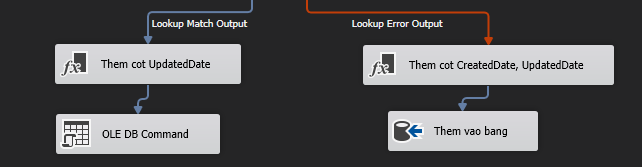 Lookup Match Output
Lookup Error Output
Them cot UpdatedDate
Them cot CreatedDate, UpdatedDate
OLE DB Command
Them vao bang